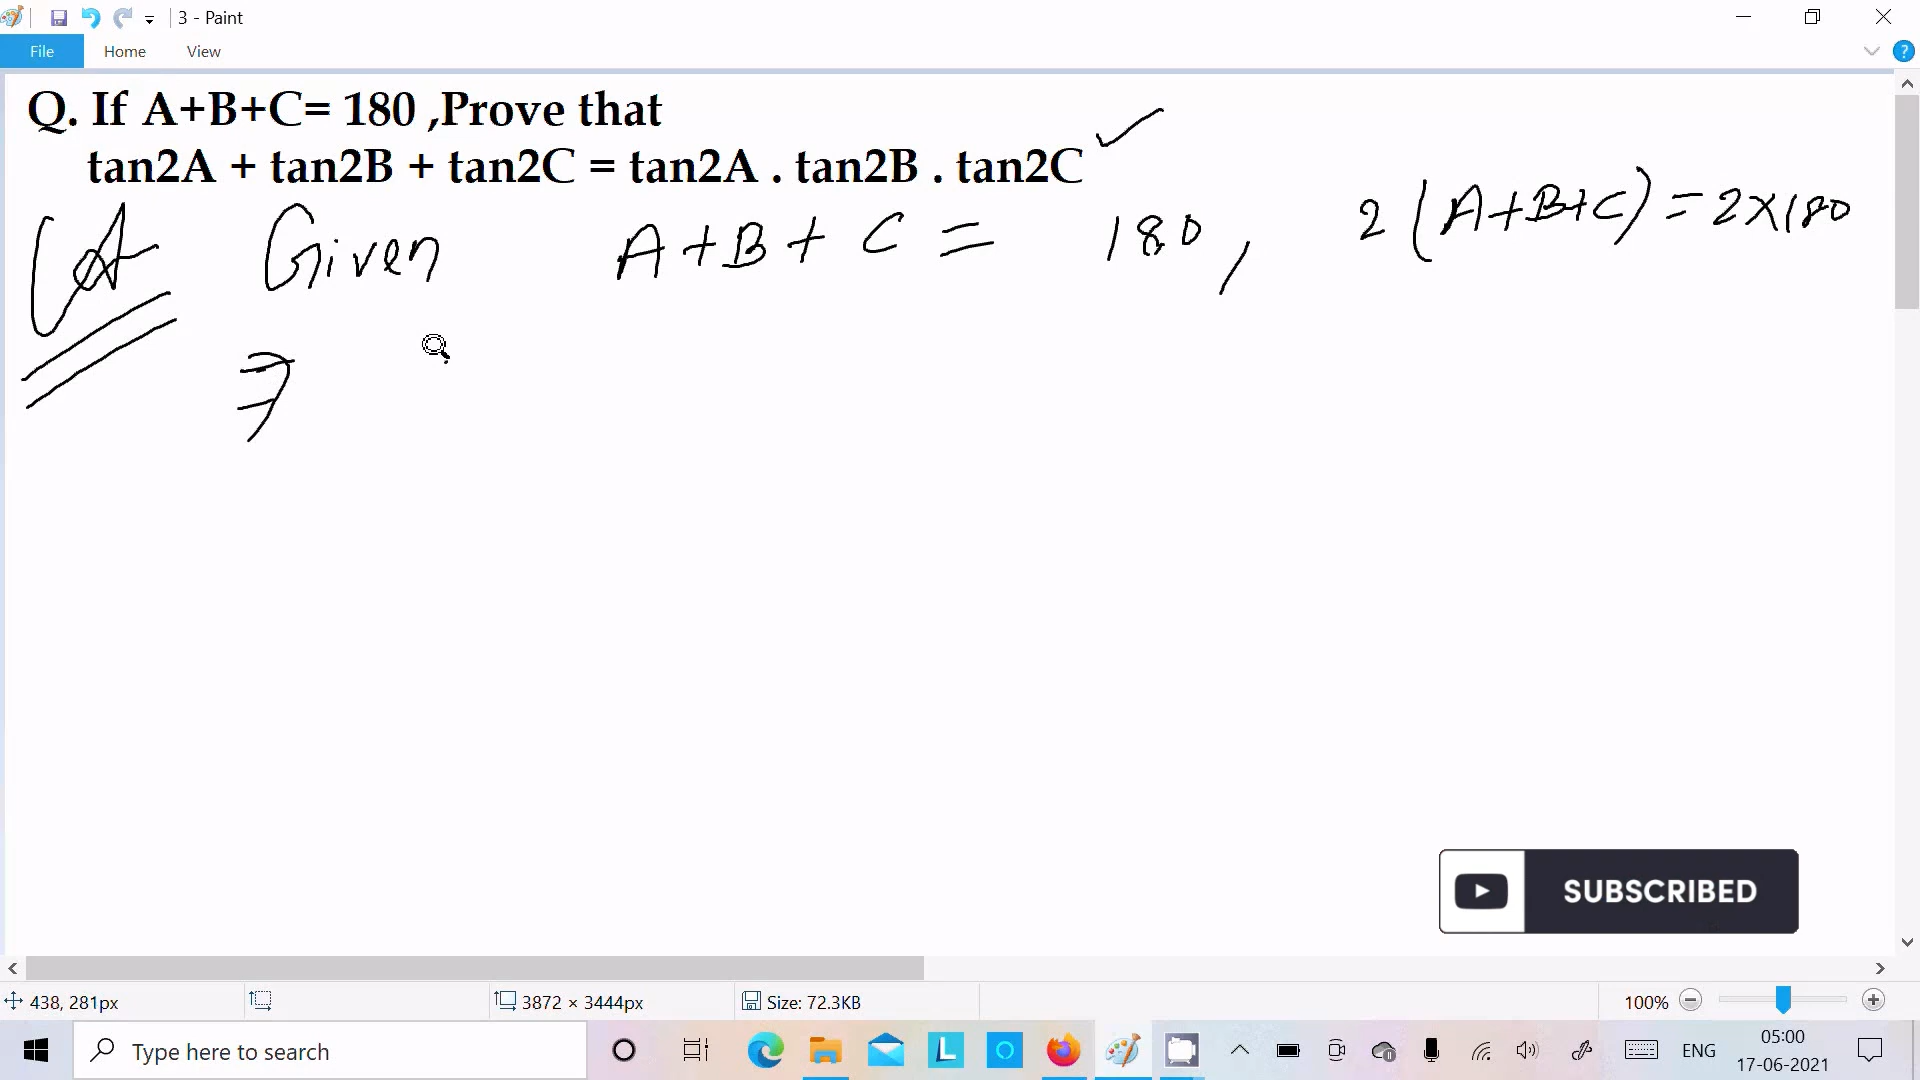 3 - Paint
File Home View
Q. If A+B+C= 180 ,Prove that
tan2A + tan2B + tan2C = tan2A . tan2B . tan2C
Given A+B+C = 180, 2(A+B+C)=2×180
⇒
SUBSCRIBED
438, 281px 3872 × 3444px Size: 72.3KB 100%
Type here to search ENG 05:00
17-06-2021